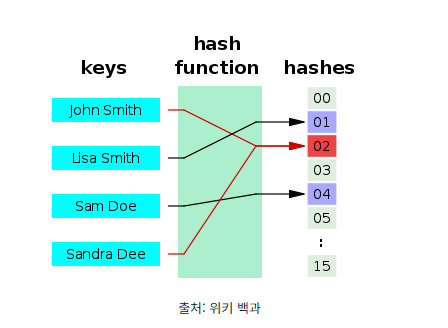 keys
hash
function
hashes
John Smith
Lisa Smith
Sam Doe
Sandra Dee
00
01
02
03
04
05
:
15
출처: 위키 백과